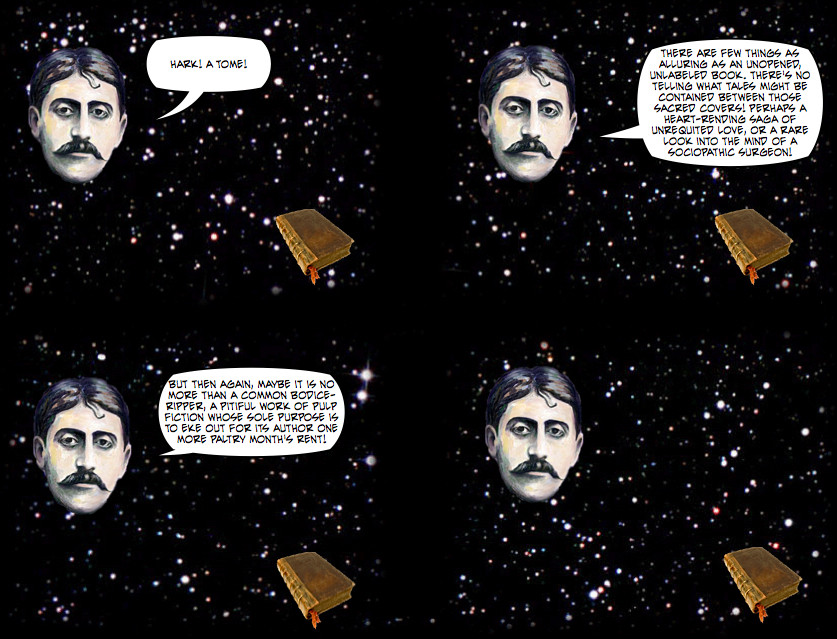 HARK! A TOME!
THERE ARE FEW THINGS AS
ALLURING AS AN UNOPENED,
UNLABELED BOOK. THERE'S NO
TELLING WHAT TALES MIGHT BE
CONTAINED BETWEEN THOSE
SACRED COVERS! PERHAPS A
HEART-RENDING SAGA OF
UNREQUITED LOVE, OR A RARE
LOOK INTO THE MIND OF A
SOCIOPATHIC SURGEON!
BUT THEN AGAIN, MAYBE IT IS NO
MORE THAN A COMMON BODICE-
RIPPER, A PITIFUL WORK OF PULP
FICTION WHOSE SOLE PURPOSE IS
TO EKE OUT FOR ITS AUTHOR ONE
MORE PALTRY MONTH'S RENT!